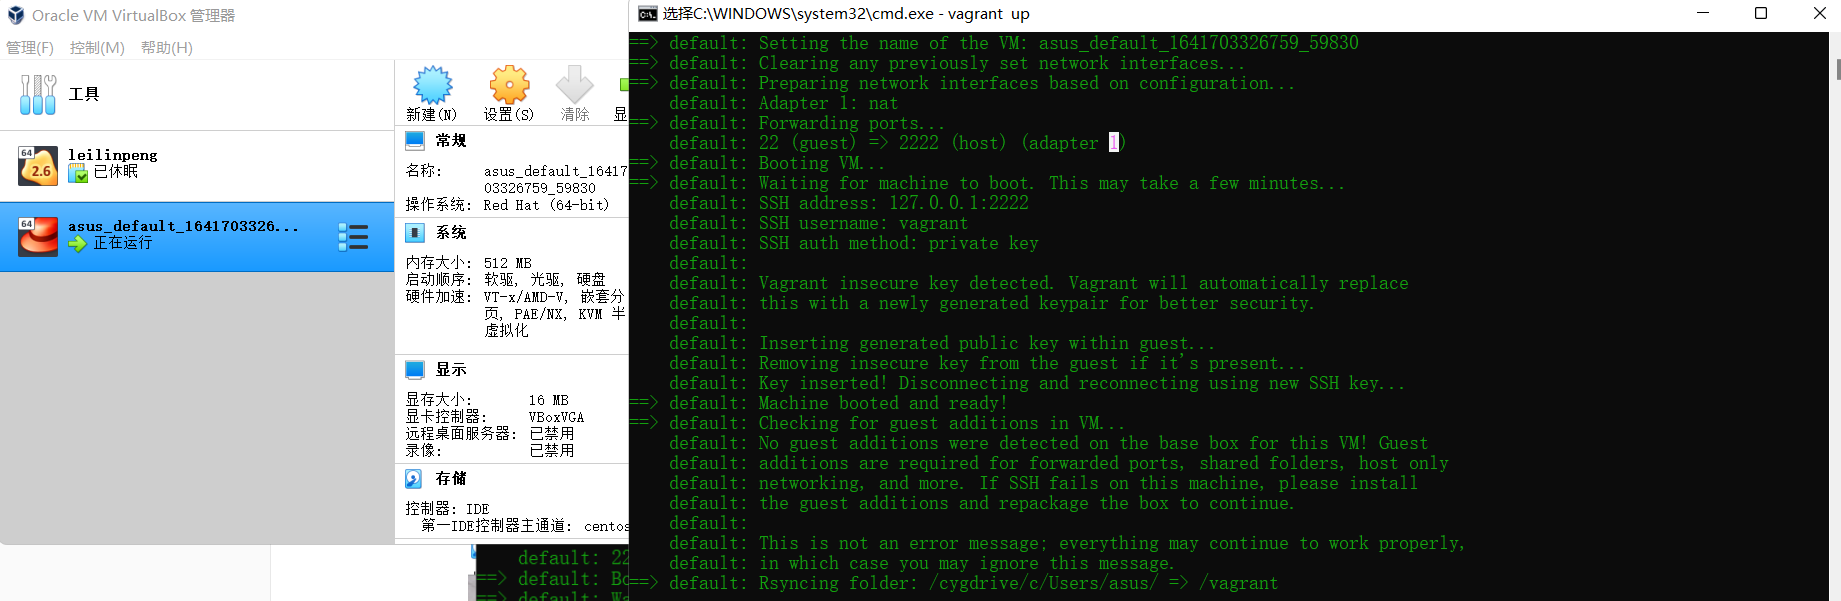 Oracle VM VirtualBox 管理器
管理(F) 控制(M) 帮助(H)
工具
64
2.6
leilinpeng
已休眠
64
asus_default_1641703326...
正在运行
新建(N) 设置(S) 清除 显
常规
名称: asus_default_16417
03326759_59830
操作系统: Red Hat (64-bit)
系统
内存大小: 512 MB
启动顺序: 软驱, 光驱, 硬盘
硬件加速: VT-x/AMD-V, 嵌套分
页, PAE/NX, KVM 半
虚拟化
显示
显存大小: 16 MB
显卡控制器: VBoxVGA
远程桌面服务器: 已禁用
录像: 已禁用
存储
控制器: IDE
第一IDE控制器主通道: centos
default: 22
==> default: Bo
==> default: Wa
选择C:\WINDOWS\system32\cmd.exe - vagrant up
==> default: Setting the name of the VM: asus_default_1641703326759_59830
==> default: Clearing any previously set network interfaces...
==> default: Preparing network interfaces based on configuration...
default: Adapter 1: nat
==> default: Forwarding ports...
default: 22 (guest) => 2222 (host) (adapter 1)
==> default: Booting VM...
==> default: Waiting for machine to boot. This may take a few minutes...
default: SSH address: 127.0.0.1:2222
default: SSH username: vagrant
default: SSH auth method: private key
default:
default: Vagrant insecure key detected. Vagrant will automatically replace
default: this with a newly generated keypair for better security.
default:
default: Inserting generated public key within guest...
default: Removing insecure key from the guest if it's present...
default: Key inserted! Disconnecting and reconnecting using new SSH key...
==> default: Machine booted and ready!
==> default: Checking for guest additions in VM...
default: No guest additions were detected on the base box for this VM! Guest
default: additions are required for forwarded ports, shared folders, host only
default: networking, and more. If SSH fails on this machine, please install
default: the guest additions and repackage the box to continue.
default:
default: This is not an error message; everything may continue to work properly,
default: in which case you may ignore this message.
==> default: Rsyncing folder: /cygdrive/c/Users/asus/ => /vagrant